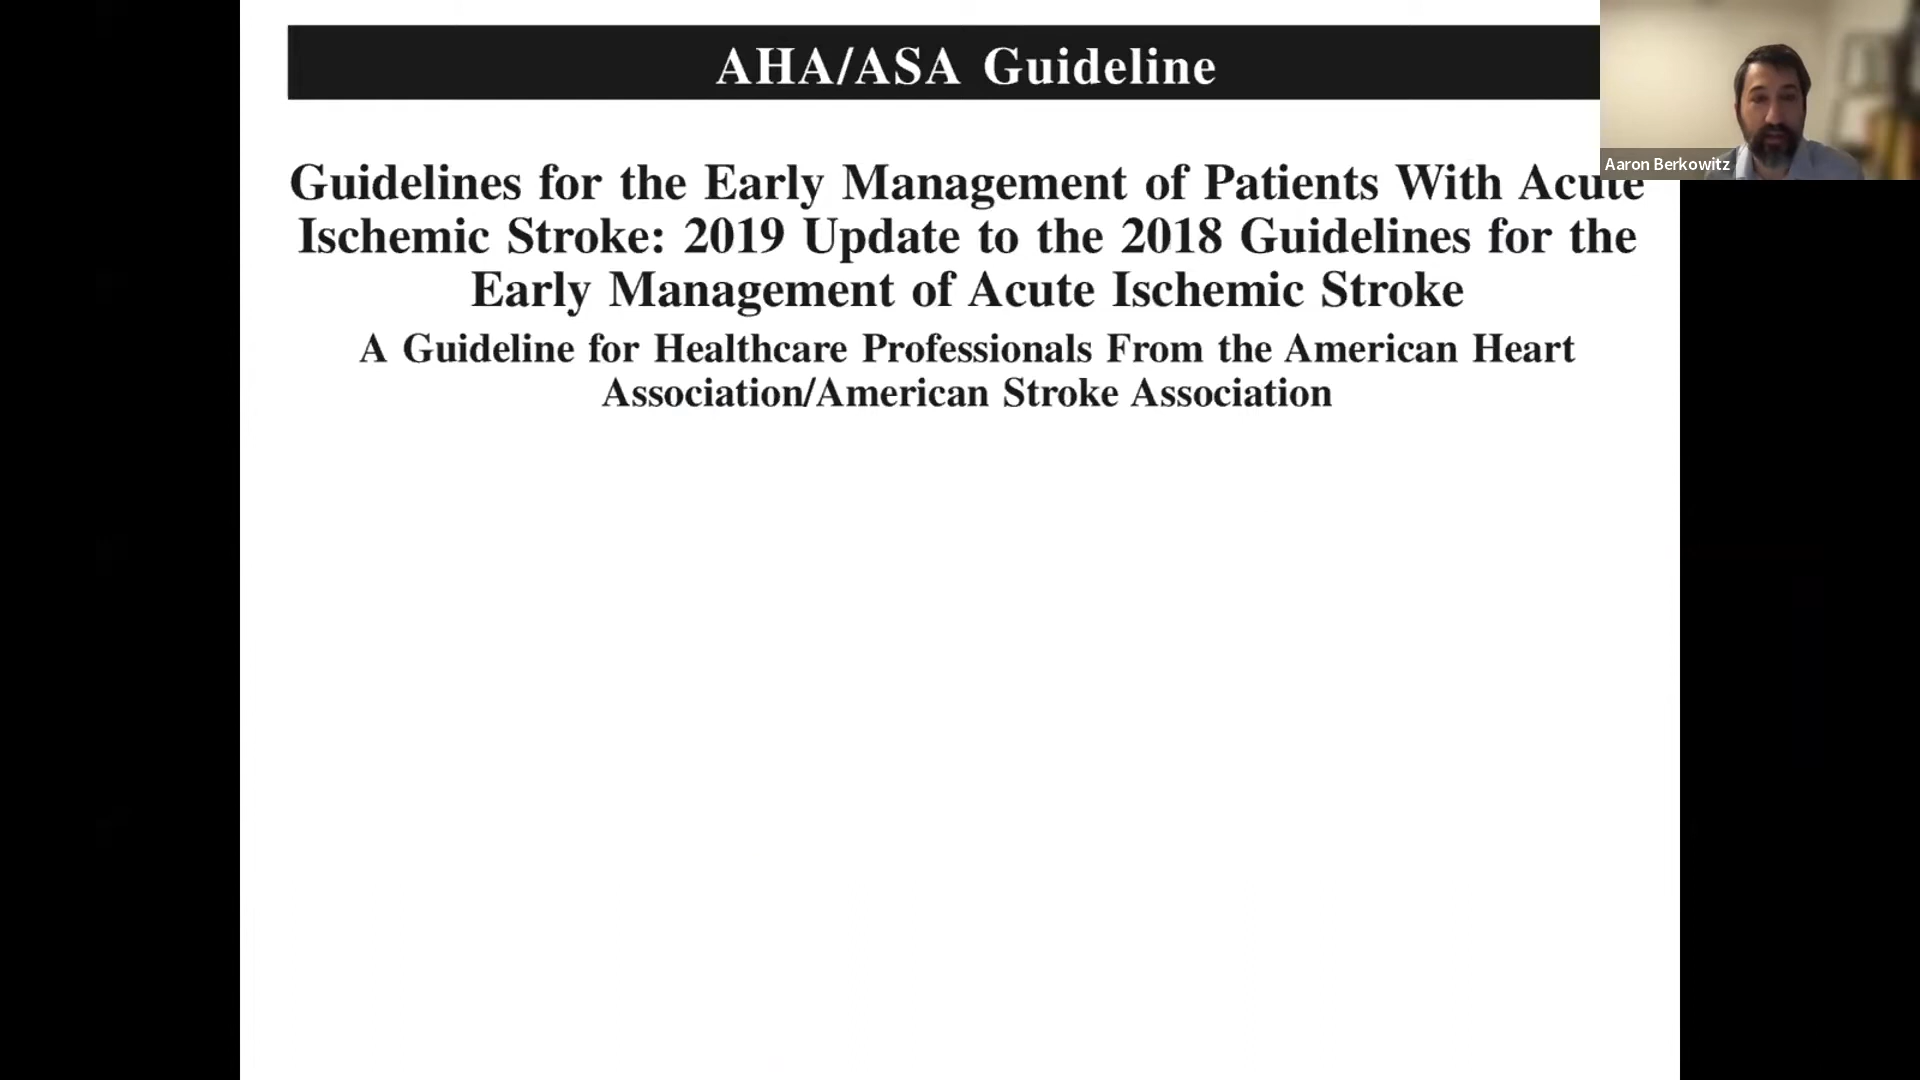 AHA/ASA Guideline
Aaron Berkowitz
Guidelines for the Early Management of Patients With Acute
Ischemic Stroke: 2019 Update to the 2018 Guidelines for the
Early Management of Acute Ischemic Stroke
A Guideline for Healthcare Professionals From the American Heart
Association/American Stroke Association